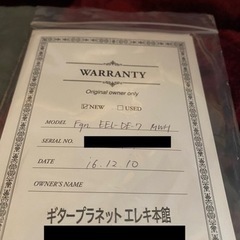 WARRANTY
Original owner only
☑ NEW □ USED
MODEL Fgn EEL-DE-7 MWH
SERIAL NO.
DATE 16.12.10
OWNER'S NAME
ギタープラネット エレキ本館